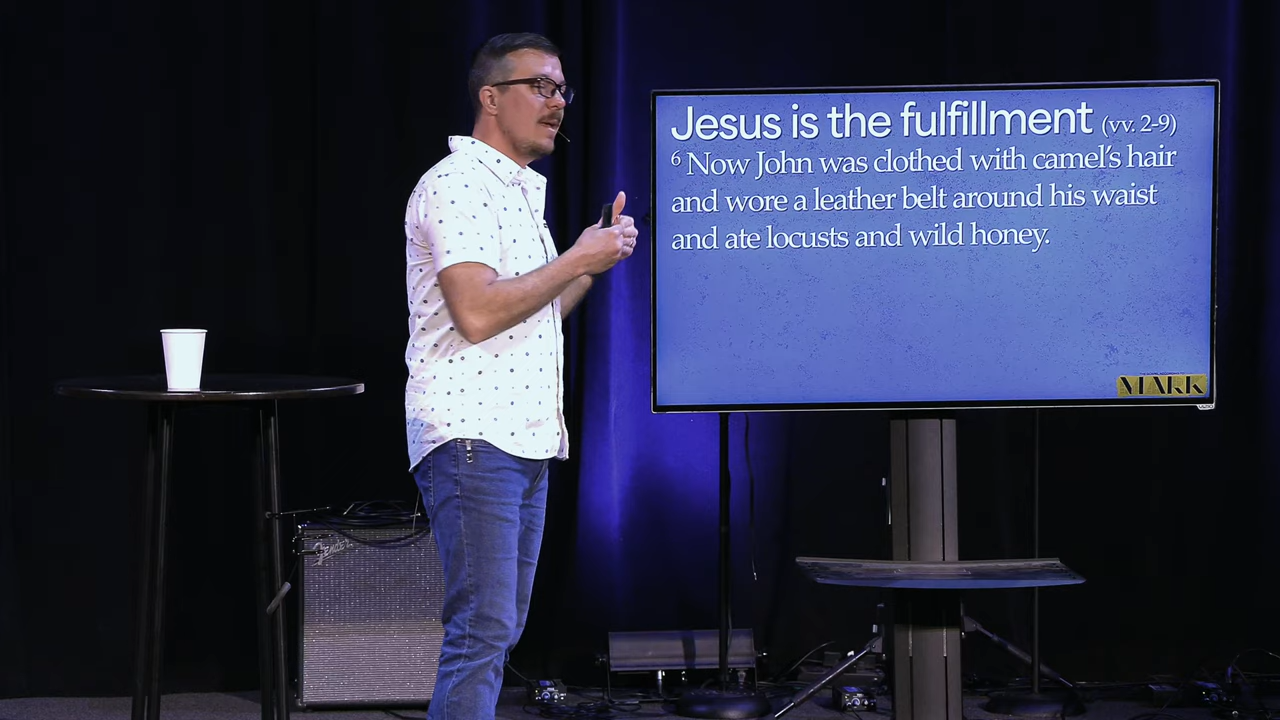 Jesus is the fulfillment (vv. 2-9)
6 Now John was clothed with camel's hair
and wore a leather belt around his waist
and ate locusts and wild honey.
MARK
Fender